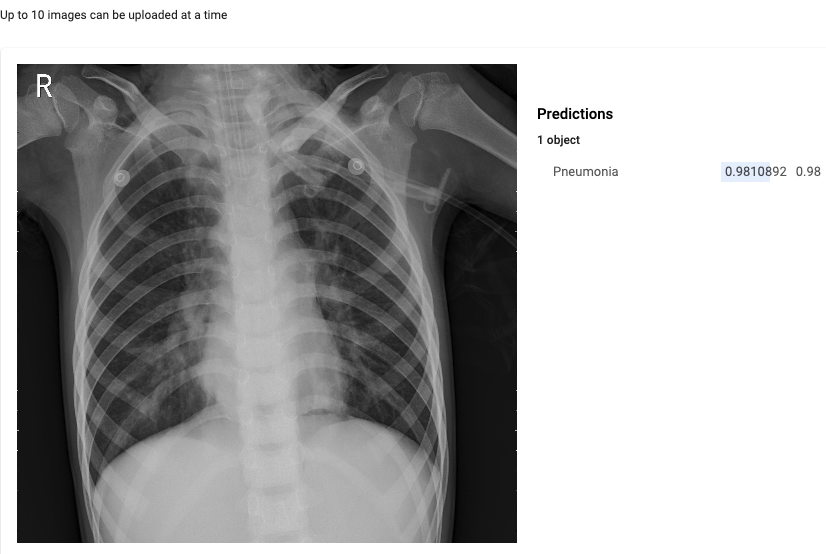 Up to 10 images can be uploaded at a time
R
Predictions
1 object
Pneumonia 0.9810892 0.98